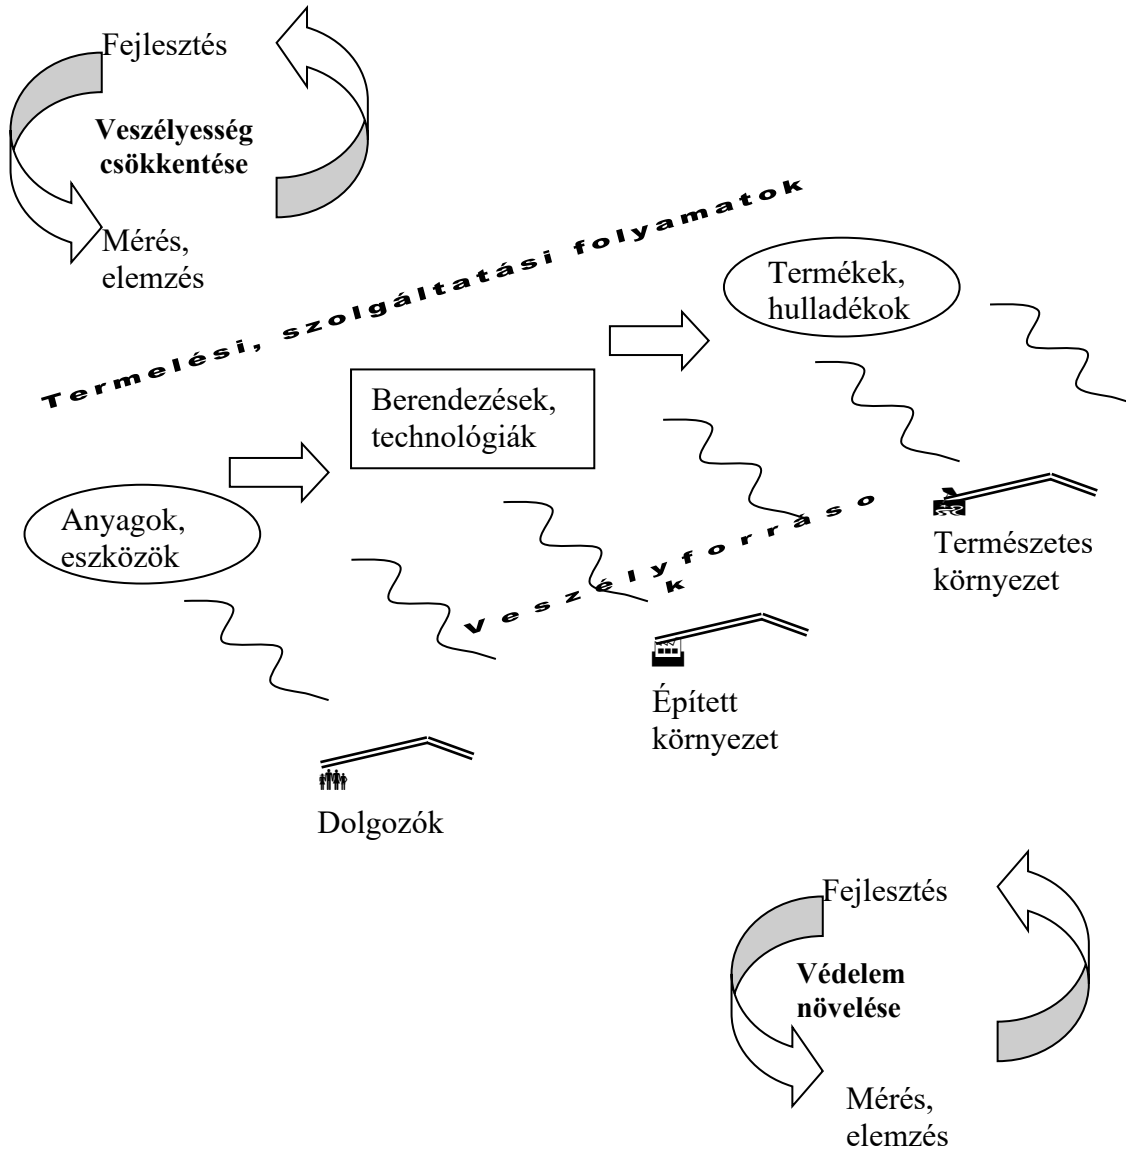 Fejlesztés
Veszélyesség
csökkentése
Mérés,
elemzés
Termelési, szolgáltatási folyamatok
Termékek,
hulladékok
Berendezések,
technológiák
Anyagok,
eszközök
Veszélyforráso
k
Természetes
környezet
Épített
környezet
Dolgozók
Fejlesztés
Védelem
növelése
Mérés,
elemzés